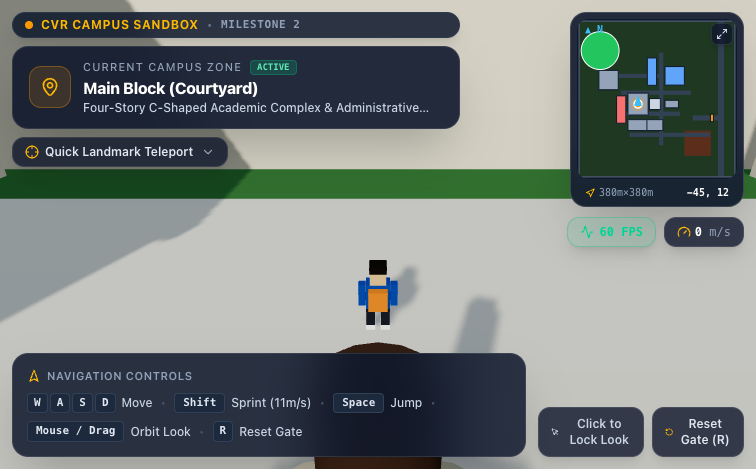 CVR CAMPUS SANDBOX • MILESTONE 2
CURRENT CAMPUS ZONE ACTIVE
Main Block (Courtyard)
Four-Story C-Shaped Academic Complex & Administrative...
Quick Landmark Teleport
N
380m×380m −45, 12
60 FPS 0 m/s
NAVIGATION CONTROLS
W A S D Move • Shift Sprint (11m/s) • Space Jump •
Mouse / Drag Orbit Look • R Reset Gate
Click to
Lock Look
Reset
Gate (R)